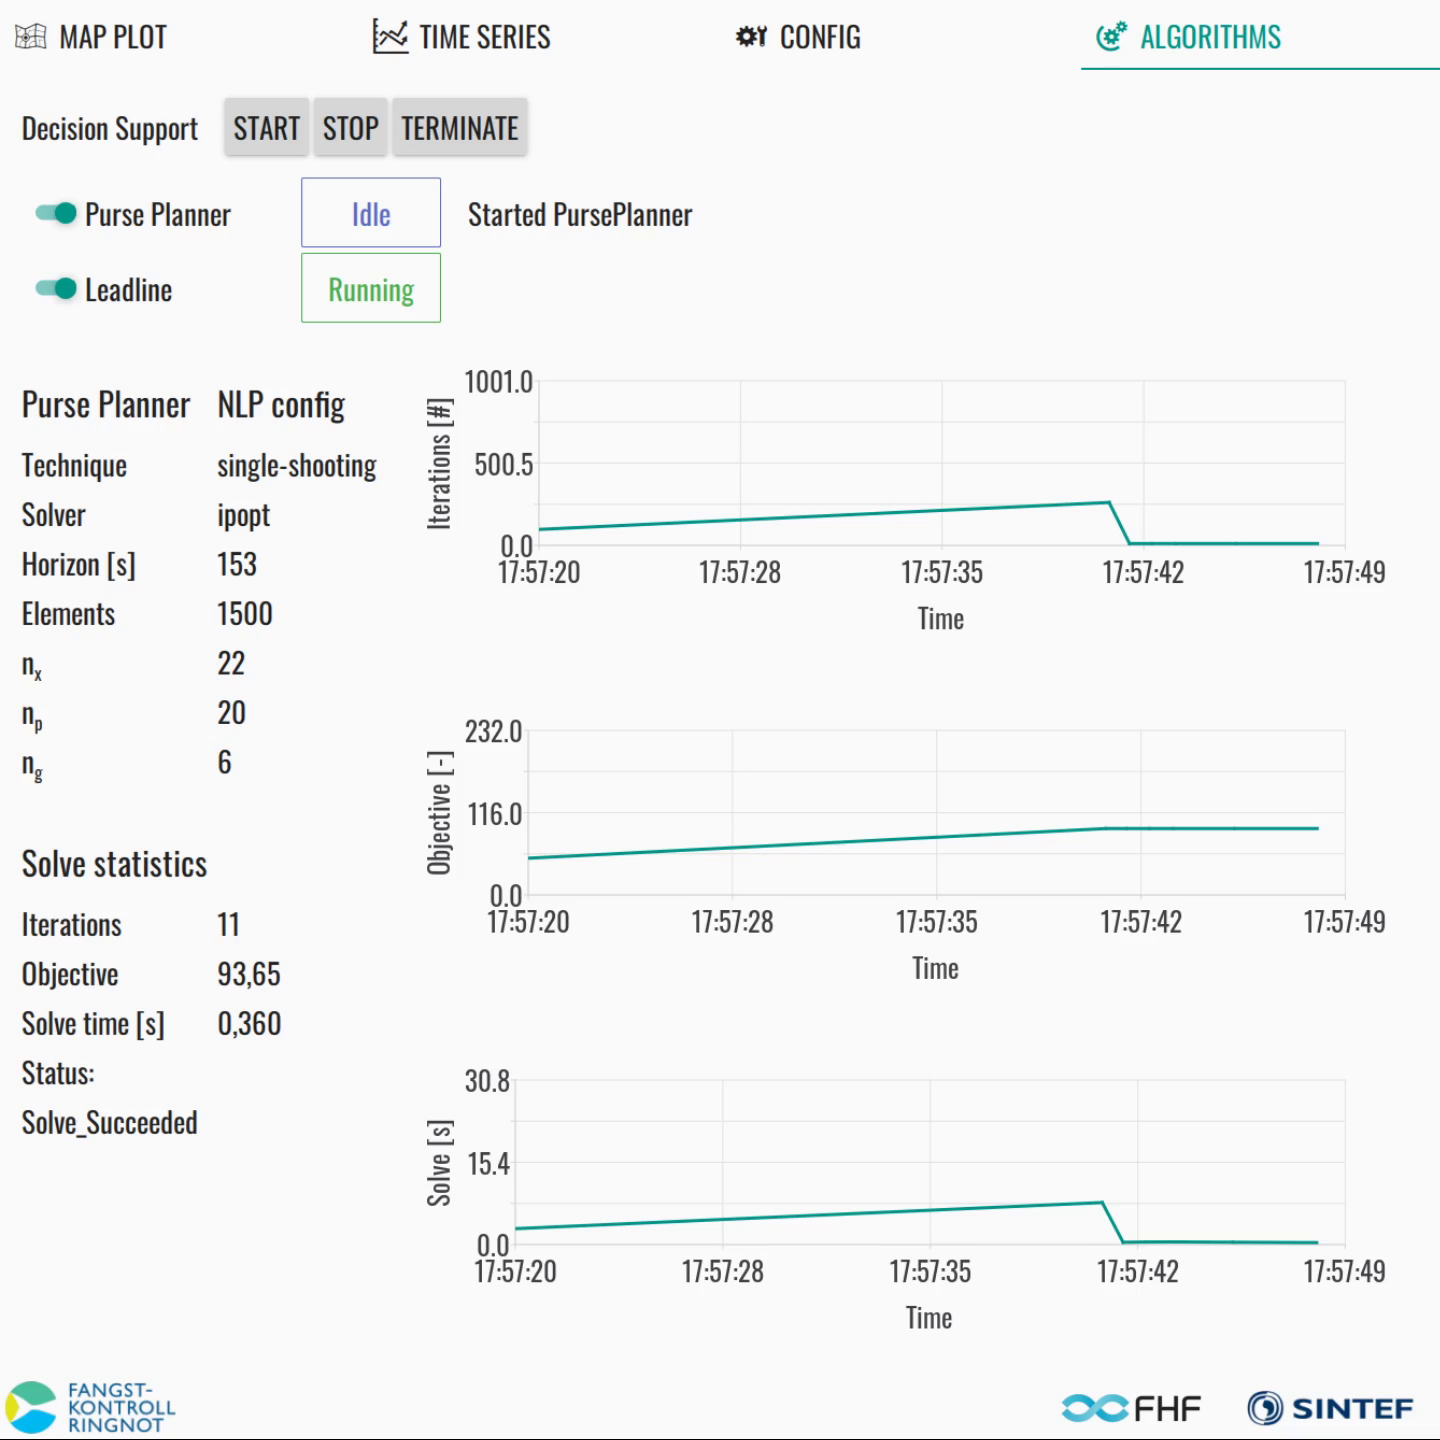 MAP PLOT TIME SERIES CONFIG ALGORITHMS
Decision Support START STOP TERMINATE
Purse Planner Idle Started PursePlanner
Leadline Running
Purse Planner NLP config
Technique single-shooting
Solver ipopt
Horizon [s] 153
Elements 1500
nx 22
np 20
ng 6
Solve statistics
Iterations 11
Objective 93,65
Solve time [s] 0,360
Status:
Solve_Succeeded
Iterations [#]
1001.0
500.5
0.0
17:57:20 17:57:28 17:57:35 17:57:42 17:57:49
Time
Objective [-]
232.0
116.0
0.0
17:57:20 17:57:28 17:57:35 17:57:42 17:57:49
Time
Solve [s]
30.8
15.4
0.0
17:57:20 17:57:28 17:57:35 17:57:42 17:57:49
Time
FANGST-
KONTROLL
RINGNOT
FHF
SINTEF